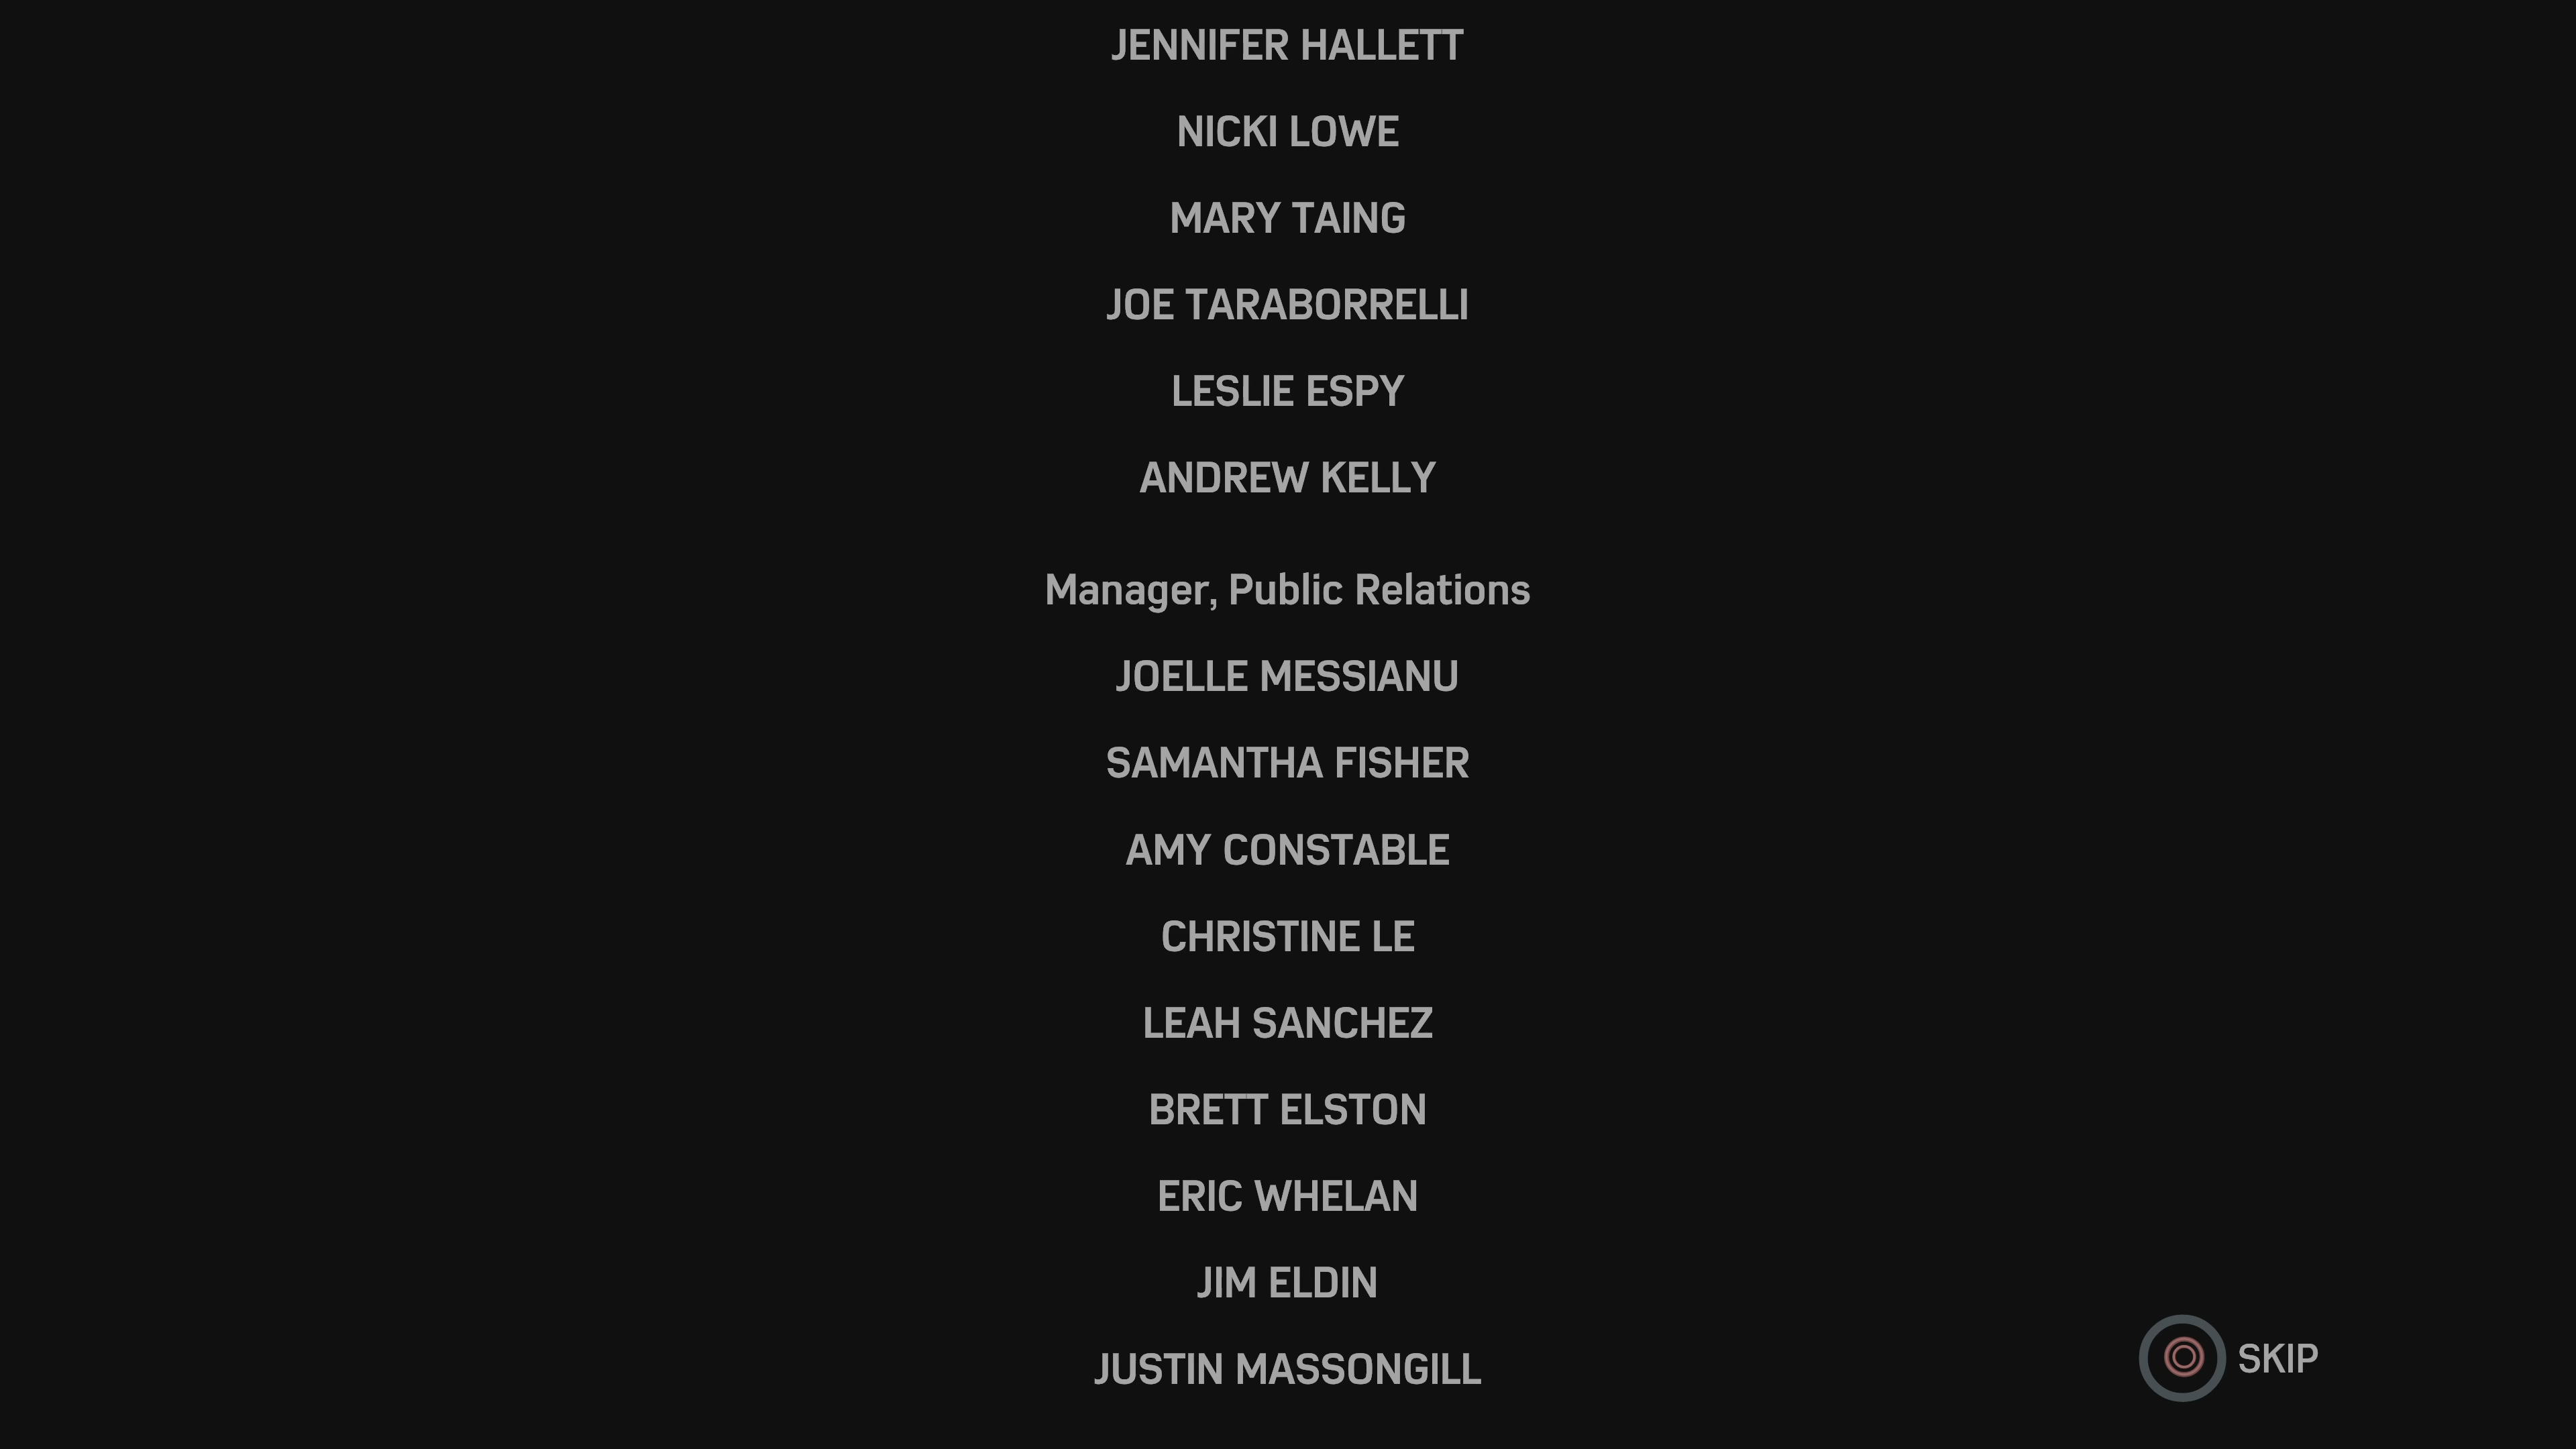 JENNIFER HALLETT
NICKI LOWE
MARY TAING
JOE TARABORRELLI
LESLIE ESPY
ANDREW KELLY
Manager, Public Relations
JOELLE MESSIANU
SAMANTHA FISHER
AMY CONSTABLE
CHRISTINE LE
LEAH SANCHEZ
BRETT ELSTON
ERIC WHELAN
JIM ELDIN
JUSTIN MASSONGILL
SKIP